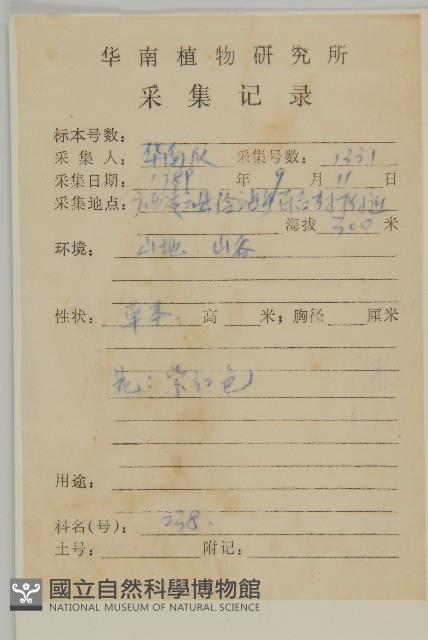 华南植物研究所
采集记录
标本号数:
采集人: 华南队 采集号数: 1331
采集日期: 1988 年 9 月 11 日
采集地点: 附近
海拔 300 米
环境: 山地.山谷
性状: 草本. 高 米; 胸径 厘米
花: 紫红色
用途:
科名(号): 238.
土号: 附记:
國立自然科學博物館
NATIONAL MUSEUM OF NATURAL SCIENCE